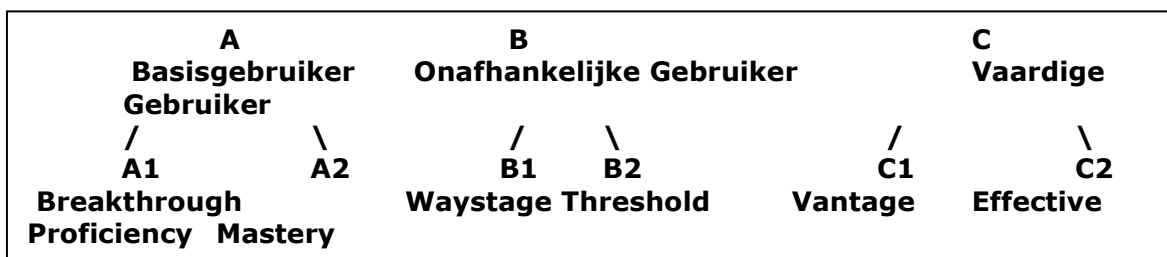 A B C
Basisgebruiker Onafhankelijke Gebruiker Vaardige
Gebruiker
/ \ / \ / \
A1 A2 B1 B2 C1 C2
Breakthrough Waystage Threshold Vantage Effective
Proficiency Mastery